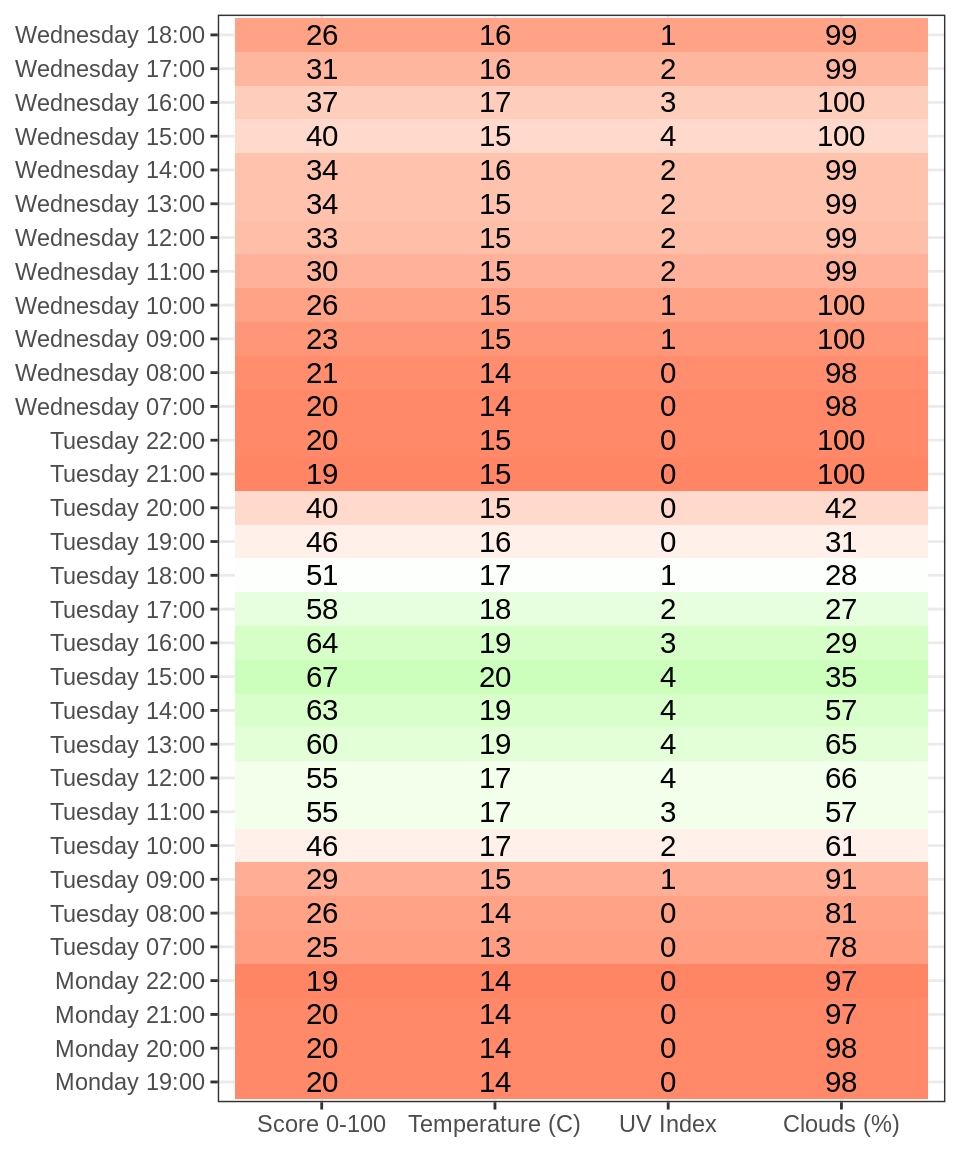 Wednesday 18:00 26 16 1 99
Wednesday 17:00 31 16 2 99
Wednesday 16:00 37 17 3 100
Wednesday 15:00 40 15 4 100
Wednesday 14:00 34 16 2 99
Wednesday 13:00 34 15 2 99
Wednesday 12:00 33 15 2 99
Wednesday 11:00 30 15 2 99
Wednesday 10:00 26 15 1 100
Wednesday 09:00 23 15 1 100
Wednesday 08:00 21 14 0 98
Wednesday 07:00 20 14 0 98
Tuesday 22:00 20 15 0 100
Tuesday 21:00 19 15 0 100
Tuesday 20:00 40 15 0 42
Tuesday 19:00 46 16 0 31
Tuesday 18:00 51 17 1 28
Tuesday 17:00 58 18 2 27
Tuesday 16:00 64 19 3 29
Tuesday 15:00 67 20 4 35
Tuesday 14:00 63 19 4 57
Tuesday 13:00 60 19 4 65
Tuesday 12:00 55 17 4 66
Tuesday 11:00 55 17 3 57
Tuesday 10:00 46 17 2 61
Tuesday 09:00 29 15 1 91
Tuesday 08:00 26 14 0 81
Tuesday 07:00 25 13 0 78
Monday 22:00 19 14 0 97
Monday 21:00 20 14 0 97
Monday 20:00 20 14 0 98
Monday 19:00 20 14 0 98
Score 0-100 Temperature (C) UV Index Clouds (%)